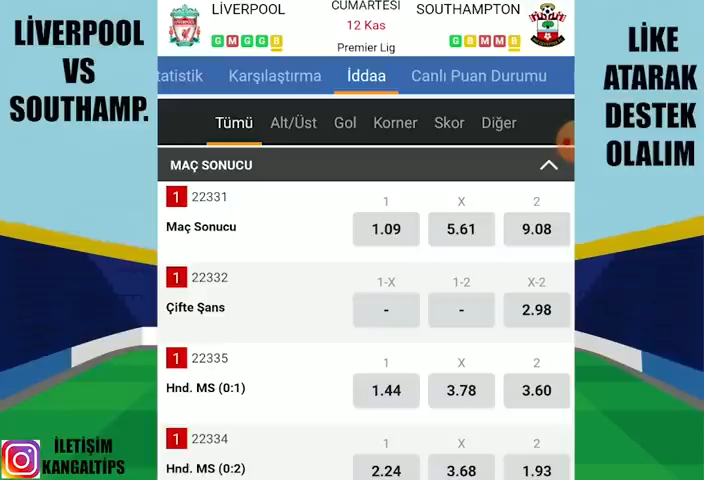 LİVERPOOL
VS
SOUTHAMP.
LİVERPOOL
G M G G B
CUMARTESİ
12 Kas
Premier Lig
SOUTHAMPTON
G B M M B
LİKE
ATARAK
DESTEK
OLALIM
tatistik Karşılaştırma İddaa Canlı Puan Durumu
Tümü Alt/Üst Gol Korner Skor Diğer
MAÇ SONUCU
1 22331
1 X 2
Maç Sonucu 1.09 5.61 9.08
1 22332
1-X 1-2 X-2
Çifte Şans - - 2.98
1 22335
1 X 2
Hnd. MS (0:1) 1.44 3.78 3.60
1 22334
1 X 2
Hnd. MS (0:2) 2.24 3.68 1.93
İLETİŞİM
KANGALTİPS